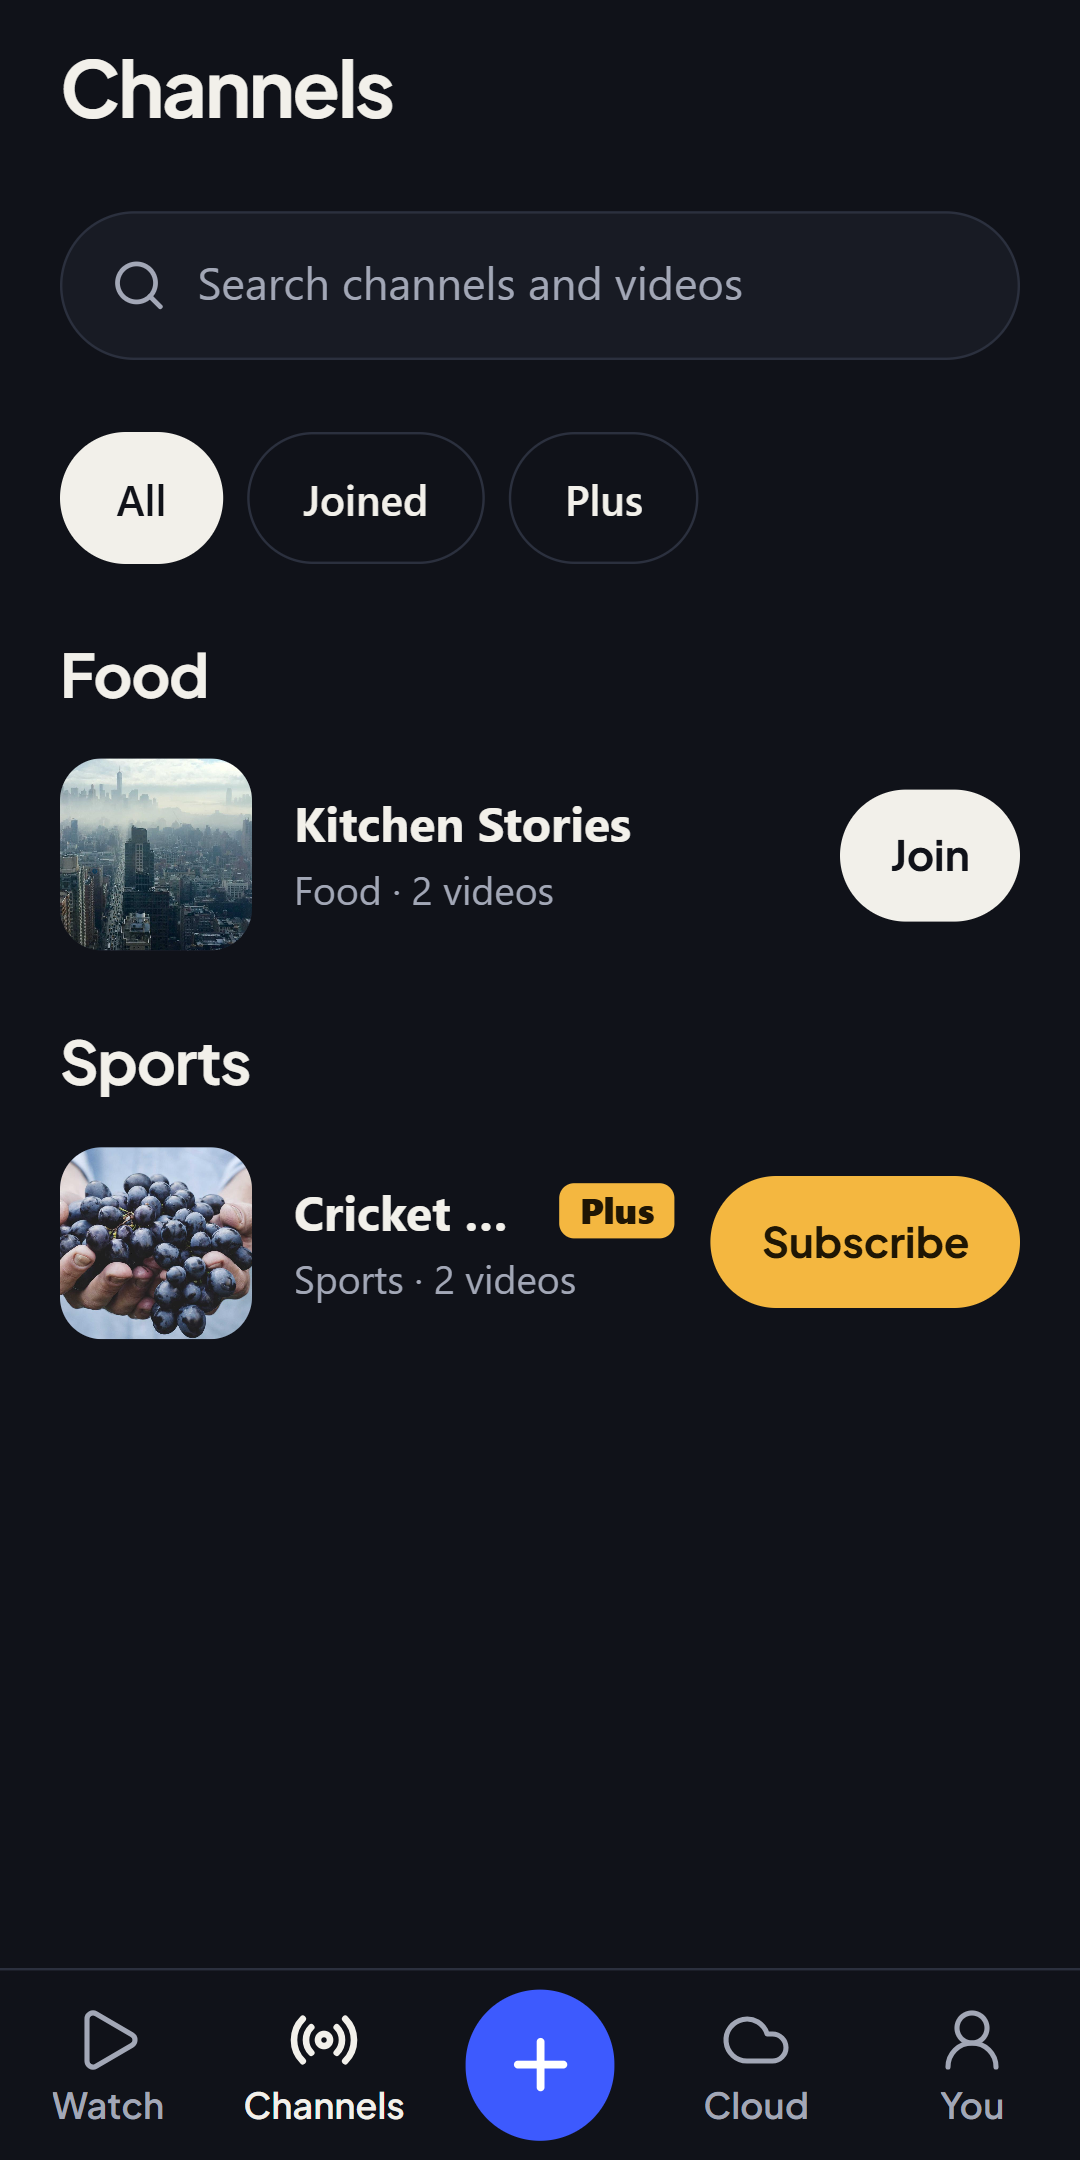 Channels
Search channels and videos
All
Joined
Plus
Food
Kitchen Stories
Food · 2 videos
Join
Sports
Cricket ...
Plus
Sports · 2 videos
Subscribe
Watch
Channels
Cloud
You